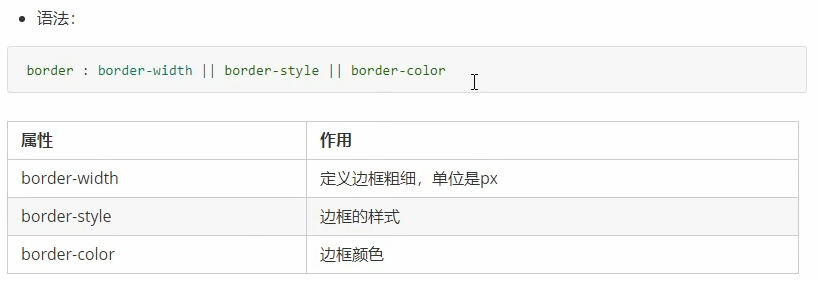 语法：
border : border-width || border-style || border-color
属性 作用
border-width 定义边框粗细，单位是px
border-style 边框的样式
border-color 边框颜色